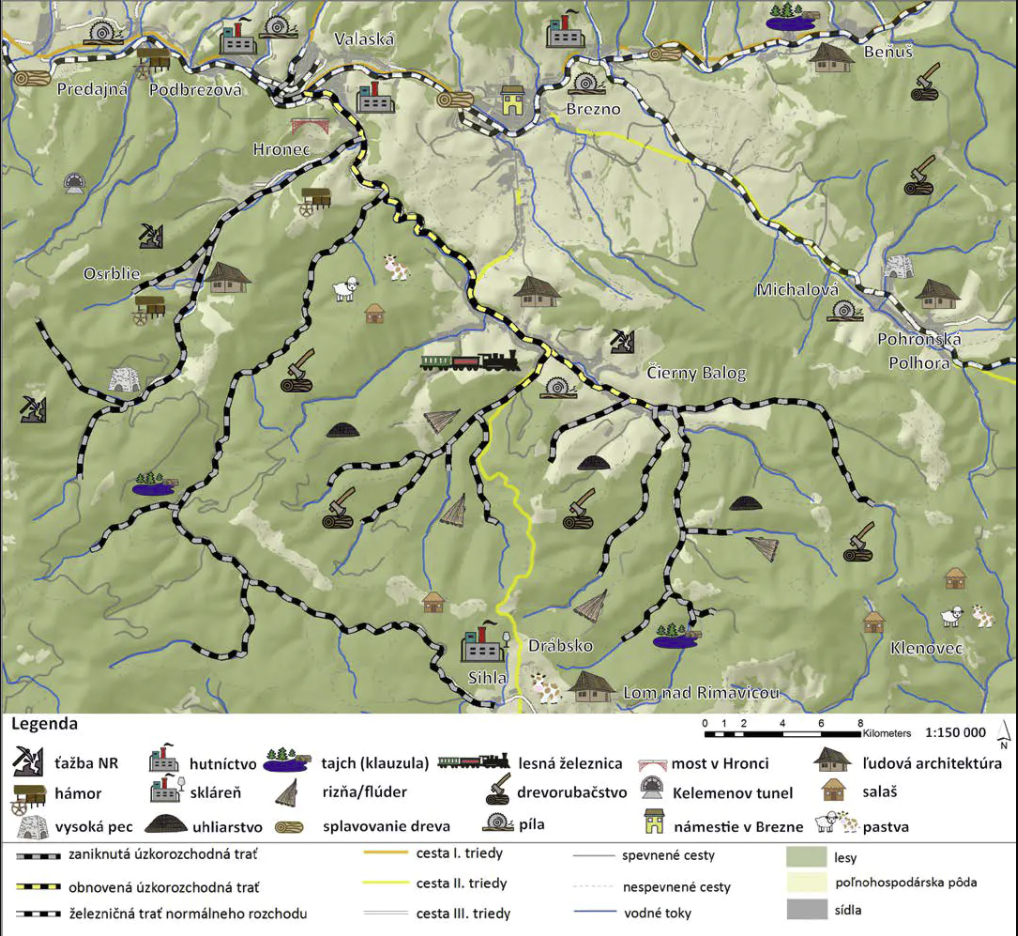 Valaská
Beňuš
Predajná
Podbrezová
Brezno
Hronec
Osrblie
Michalová
Pohronská
Polhora
Čierny Balog
Drábsko
Klenovec
Sihla
Lom nad Rimavicou
Legenda
0 1 2 4 6 8
Kilometers
1:150 000
N
ťažba NR
hutníctvo
tajch (klauzula)
lesná železnica
most v Hronci
ľudová architektúra
hámor
skláreň
rizňa/flúder
drevorubačstvo
Kelemenov tunel
salaš
vysoká pec
uhliarstvo
splavovanie dreva
píla
námestie v Brezne
pastva
zaniknutá úzkorozchodná trať
cesta I. triedy
spevnené cesty
lesy
obnovená úzkorozchodná trať
cesta II. triedy
nespevnené cesty
poľnohospodárska pôda
železničná trať normálneho rozchodu
cesta III. triedy
vodné toky
sídla